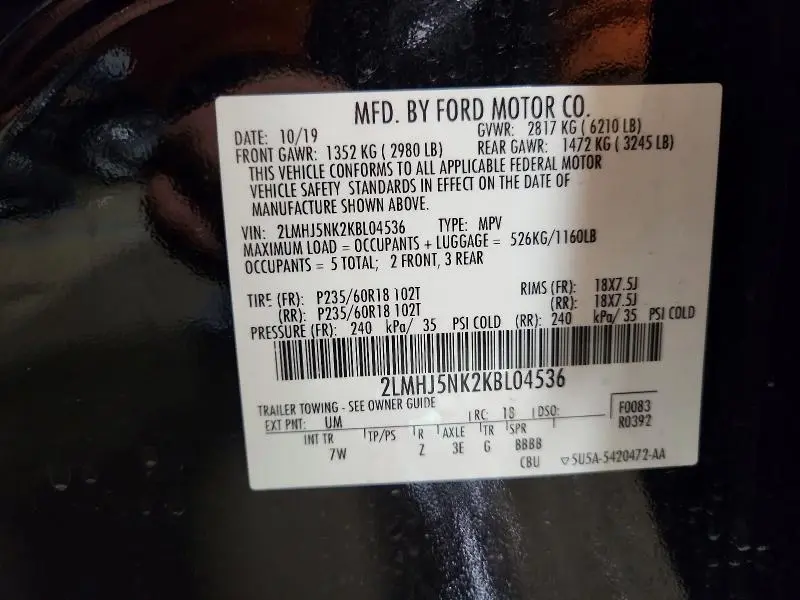 MFD. BY FORD MOTOR CO.
DATE: 10/19 GVWR: 2817 KG ( 6210 LB)
FRONT GAWR: 1352 KG ( 2980 LB) REAR GAWR: 1472 KG ( 3245 LB)
THIS VEHICLE CONFORMS TO ALL APPLICABLE FEDERAL MOTOR
VEHICLE SAFETY STANDARDS IN EFFECT ON THE DATE OF
MANUFACTURE SHOWN ABOVE.
VIN: 2LMHJ5NK2KBL04536 TYPE: MPV
MAXIMUM LOAD = OCCUPANTS + LUGGAGE = 526KG/1160LB
OCCUPANTS = 5 TOTAL; 2 FRONT, 3 REAR
TIRE (FR): P235/60R18 102T RIMS (FR): 18X7.5J
(RR): P235/60R18 102T (RR): 18X7.5J
PRESSURE (FR): 240 kPa/ 35 PSI COLD (RR): 240 kPa/ 35 PSI COLD
2LMHJ5NK2KBL04536
TRAILER TOWING - SEE OWNER GUIDE
EXT PNT: UM RC: 18 DSO: F0083
R0392
INT TR TP/PS R AXLE TR SPR
7W Z 3E G BBBB
CBU ▽5U5A-5420472-AA